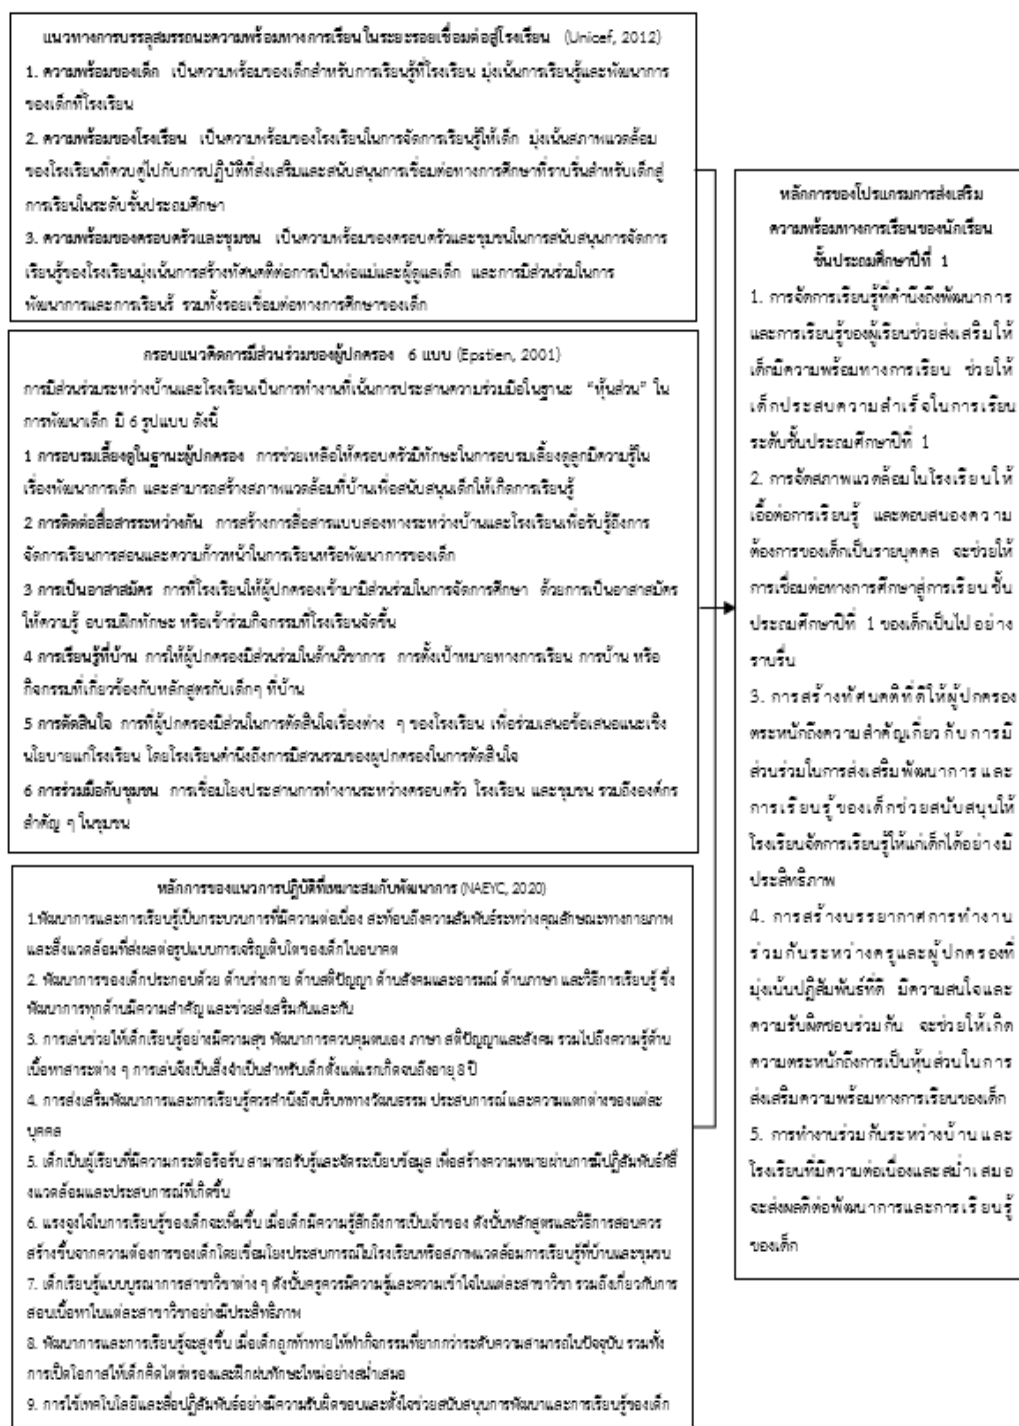 แนวทางการบรรลุสมรรถนะความพร้อมทางการเรียนในระยะรอยเชื่อมต่อสู่โรงเรียน (Unicef, 2012)
1. ความพร้อมของเด็ก เป็นความพร้อมของเด็กสำหรับการเรียนรู้ที่โรงเรียน มุ่งเน้นการเรียนรู้และพัฒนาการ
ของเด็กที่โรงเรียน
2. ความพร้อมของโรงเรียน เป็นความพร้อมของโรงเรียนในการจัดการเรียนรู้ให้เด็ก มุ่งเน้นสภาพแวดล้อม
ของโรงเรียนที่ควบคู่ไปกับการปฏิบัติที่ส่งเสริมและสนับสนุนการเชื่อมต่อทางการศึกษาที่ราบรื่นสำหรับเด็กสู่
การเรียนในระดับชั้นประถมศึกษา
3. ความพร้อมของครอบครัวและชุมชน เป็นความพร้อมของครอบครัวและชุมชนในการสนับสนุนการจัดการ
เรียนรู้ของโรงเรียนมุ่งเน้นการสร้างทัศนคติต่อการเป็นพ่อแม่และผู้ดูแลเด็ก และการมีส่วนร่วมในการ
พัฒนาการและการเรียนรู้ รวมทั้งรอยเชื่อมต่อทางการศึกษาของเด็ก
กรอบแนวคิดการมีส่วนร่วมของผู้ปกครอง 6 แบบ (Epstien, 2001)
การมีส่วนร่วมระหว่างบ้านและโรงเรียนเป็นการทำงานที่เน้นการประสานความร่วมมือในฐานะ “หุ้นส่วน” ใน
การพัฒนาเด็ก มี 6 รูปแบบ ดังนี้
1 การอบรมเลี้ยงดูในฐานะผู้ปกครอง การช่วยเหลือให้ครอบครัวมีทักษะในการอบรมเลี้ยงดูลูกมีความรู้ใน
เรื่องพัฒนาการเด็ก และสามารถสร้างสภาพแวดล้อมที่บ้านเพื่อสนับสนุนเด็กให้เกิดการเรียนรู้
2 การติดต่อสื่อสารระหว่างกัน การสร้างการสื่อสารแบบสองทางระหว่างบ้านและโรงเรียนเพื่อรับรู้ถึงการ
จัดการเรียนการสอนและความก้าวหน้าในการเรียนหรือพัฒนาการของเด็ก
3 การเป็นอาสาสมัคร การที่โรงเรียนให้ผู้ปกครองเข้ามามีส่วนร่วมในการจัดการศึกษา ด้วยการเป็นอาสาสมัคร
ให้ความรู้ อบรมฝึกทักษะ หรือเข้าร่วมกิจกรรมที่โรงเรียนจัดขึ้น
4 การเรียนรู้ที่บ้าน การให้ผู้ปกครองมีส่วนร่วมในด้านวิชาการ การตั้งเป้าหมายทางการเรียน การบ้าน หรือ
กิจกรรมที่เกี่ยวข้องกับหลักสูตรกับเด็กๆ ที่บ้าน
5 การตัดสินใจ การที่ผู้ปกครองมีส่วนในการตัดสินใจเรื่องต่าง ๆ ของโรงเรียน เพื่อร่วมเสนอข้อเสนอแนะเชิง
นโยบายแก่โรงเรียน โดยโรงเรียนคำนึงถึงการมีสวนรวมของผูปกครองในการตัดสินใจ
6 การร่วมมือกับชุมชน การเชื่อมโยงประสานการทำงานระหว่างครอบครัว โรงเรียน และชุมชน รวมถึงองค์กร
สำคัญ ๆ ในชุมชน
หลักการของแนวการปฏิบัติที่เหมาะสมกับพัฒนาการ (NAEYC, 2020)
1.พัฒนาการและการเรียนรู้เป็นกระบวนการที่มีความต่อเนื่อง สะท้อนถึงความสัมพันธ์ระหว่างคุณลักษณะทางกายภาพ
และสิ่งแวดล้อมที่ส่งผลต่อรูปแบบการเจริญเติบโตของเด็กในอนาคต
2. พัฒนาการของเด็กประกอบด้วย ด้านร่างกาย ด้านสติปัญญา ด้านสังคมและอารมณ์ ด้านภาษา และวิธีการเรียนรู้ ซึ่ง
พัฒนาการทุกด้านมีความสำคัญ และช่วยส่งเสริมกันและกัน
3. การเล่นช่วยให้เด็กเรียนรู้อย่างมีความสุข พัฒนาการควบคุมตนเอง ภาษา สติปัญญาและสังคม รวมไปถึงความรู้ด้าน
เนื้อหาสาระต่าง ๆ การเล่นจึงเป็นสิ่งจำเป็นสำหรับเด็กตั้งแต่แรกเกิดจนถึงอายุ 8 ปี
4. การส่งเสริมพัฒนาการและการเรียนรู้ควรคำนึงถึงบริบททางวัฒนธรรม ประสบการณ์ และความแตกต่างของแต่ละ
บุคคล
5. เด็กเป็นผู้เรียนที่มีความกระตือรือร้น สามารถรับรู้และจัดระเบียบข้อมูล เพื่อสร้างความหมายผ่านการมีปฏิสัมพันธ์กัสิ่
งแวดล้อมและประสบการณ์ที่เกิดขึ้น
6. แรงจูงใจในการเรียนรู้ของเด็กจะเพิ่มขึ้น เมื่อเด็กมีความรู้สึกถึงการเป็นเจ้าของ ดังนั้นหลักสูตรและวิธีการสอนควร
สร้างขึ้นจากความต้องการของเด็กโดยเชื่อมโยงประสบการณ์ในโรงเรียนหรือสภาพแวดล้อมการเรียนรู้ที่บ้านและชุมชน
7. เด็กเรียนรู้แบบบูรณาการสาขาวิชาต่าง ๆ ดังนั้นครูควรมีความรู้และความเข้าใจในแต่ละสาขาวิชา รวมถึงเกี่ยวกับการ
สอนเนื้อหาในแต่ละสาขาวิชาอย่างมีประสิทธิภาพ
8. พัฒนาการและการเรียนรู้จะสูงขึ้น เมื่อเด็กถูกท้าทายให้ทำกิจกรรมที่ยากกว่าระดับความสามารถในปัจจุบัน รวมทั้ง
การเปิดโอกาสให้เด็กคิดไตร่ตรองและฝึกฝนทักษะใหม่อย่างสม่ำเสมอ
9. การใช้เทคโนโลยีและสื่อปฏิสัมพันธ์อย่างมีความรับผิดชอบและตั้งใจช่วยสนับสนุนการพัฒนาและการเรียนรู้ของเด็ก
หลักการของโปรแกรมการส่งเสริม
ความพร้อมทางการเรียนของนักเรียน
ชั้นประถมศึกษาปีที่ 1
1. การจัดการเรียนรู้ที่คำนึงถึงพัฒนาการ
และการเรียนรู้ของผู้เรียนช่วยส่งเสริมให้
เด็กมีความพร้อมทางการเรียน ช่วยให้
เด็กประสบความสำเร็จในการเรียน
ระดับชั้นประถมศึกษาปีที่ 1
2. การจัดสภาพแวดล้อมในโรงเรียนให้
เอื้อต่อการเรียนรู้ และตอบสนองความ
ต้องการของเด็กเป็นรายบุคคล จะช่วยให้
การเชื่อมต่อทางการศึกษาสู่การเรียน ชั้น
ประถมศึกษาปีที่ 1 ของเด็กเป็นไปอย่าง
ราบรื่น
3. การสร้างทัศนคติที่ดีให้ผู้ปกครอง
ตระหนักถึงความสำคัญเกี่ยวกับการมี
ส่วนร่วมในการส่งเสริมพัฒนาการและ
การเรียนรู้ของเด็กช่วยสนับสนุนให้
โรงเรียนจัดการเรียนรู้ให้แก่เด็กได้อย่างมี
ประสิทธิภาพ
4. การสร้างบรรยากาศการทำงาน
ร่วมกันระหว่างครูและผู้ปกครองที่
มุ่งเน้นปฏิสัมพันธ์ที่ดี มีความสนใจและ
ความรับผิดชอบร่วมกัน จะช่วยให้เกิด
ความตระหนักถึงการเป็นหุ้นส่วนในการ
ส่งเสริมความพร้อมทางการเรียนของเด็ก
5. การทำงานร่วมกันระหว่างบ้านและ
โรงเรียนที่มีความต่อเนื่องและสม่ำเสมอ
จะส่งผลดีต่อพัฒนาการและการเรียนรู้
ของเด็ก